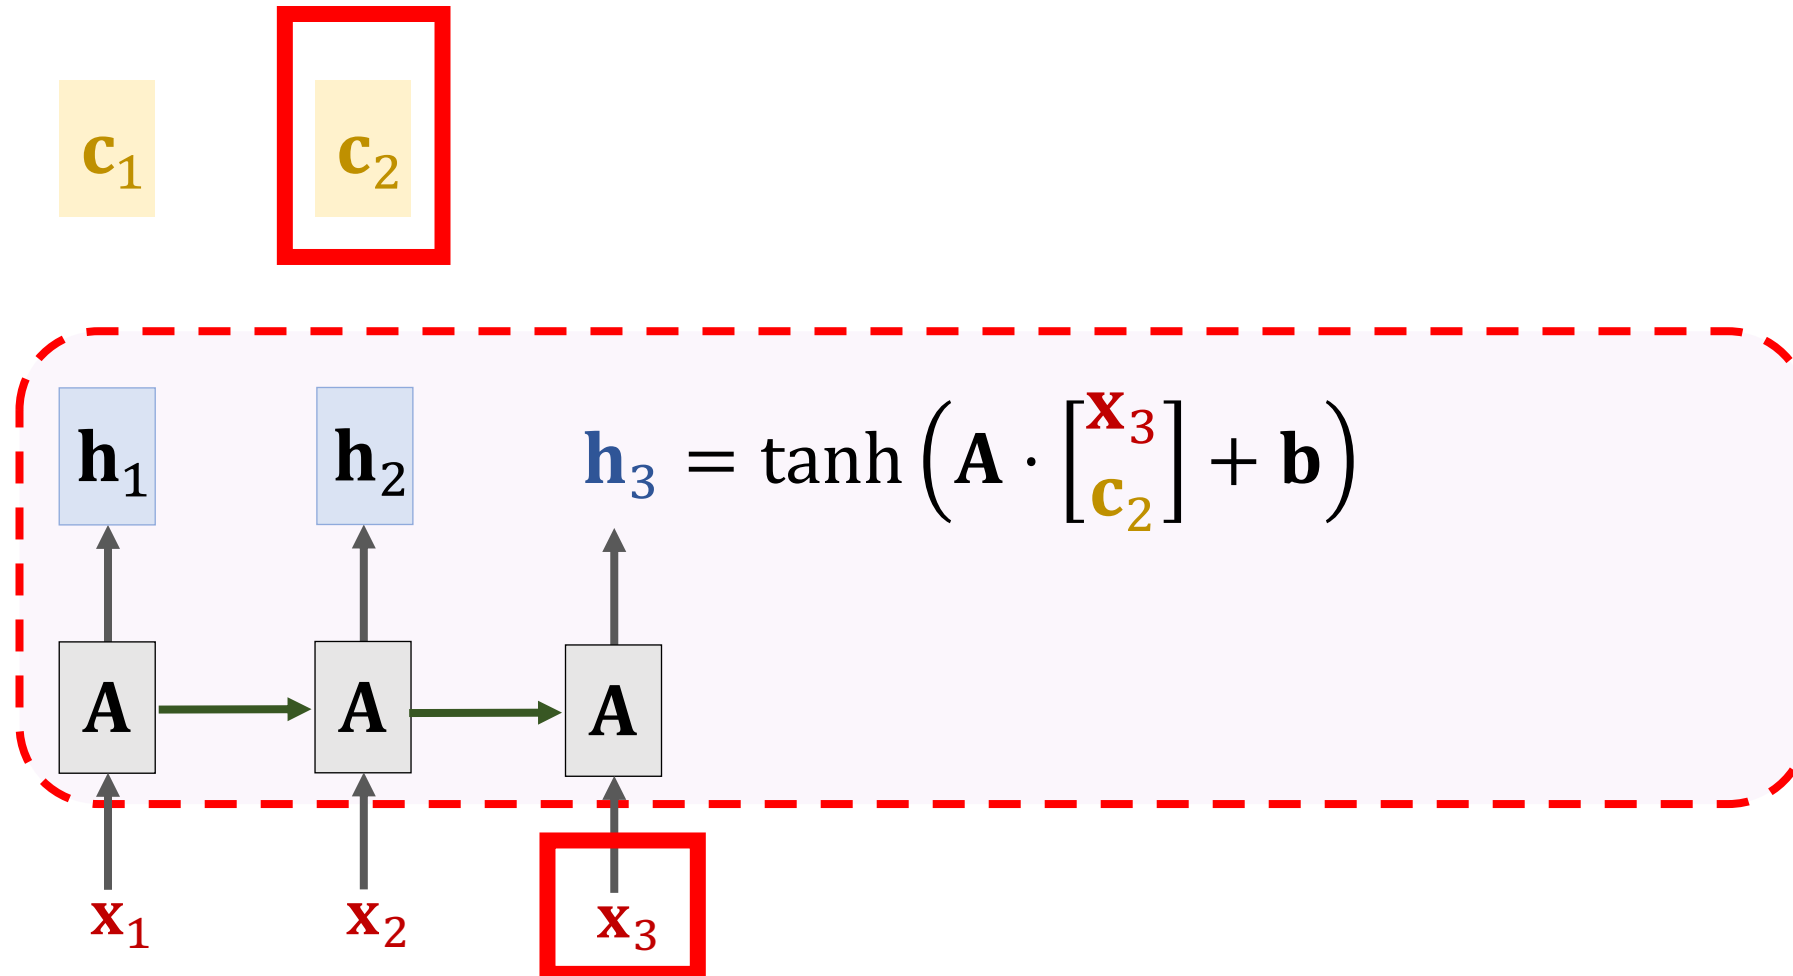 c₁ c₂
h₁ h₂ h₃ = tanh(A · [x₃ c₂] + b)
A A A
x₁ x₂ x₃